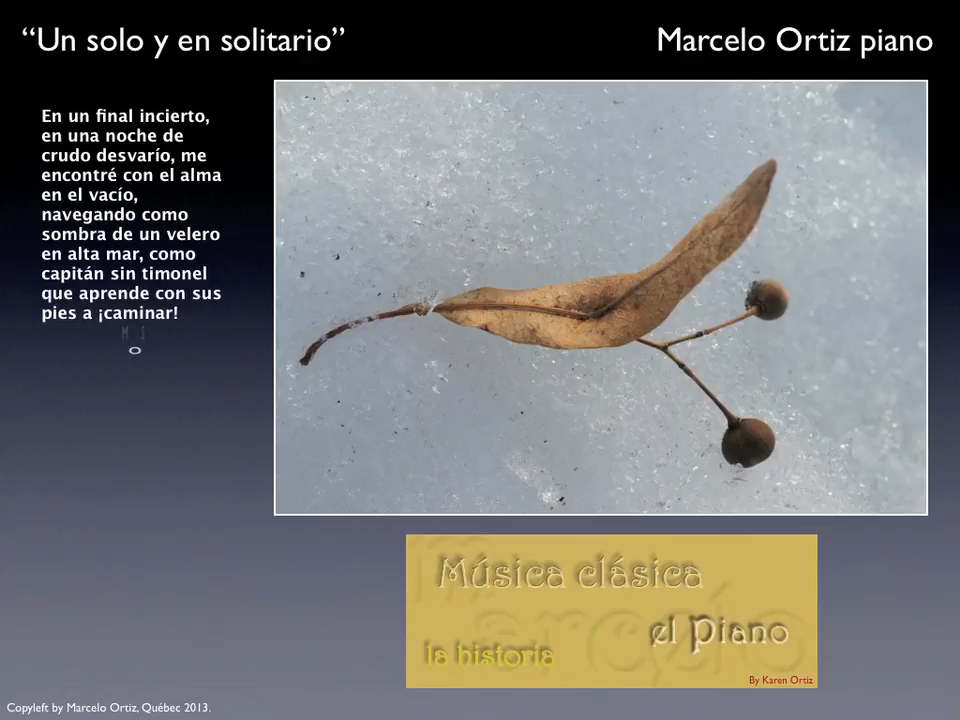 “Un solo y en solitario”
Marcelo Ortiz piano
En un final incierto,
en una noche de
crudo desvarío, me
encontré con el alma
en el vacío,
navegando como
sombra de un velero
en alta mar, como
capitán sin timonel
que aprende con sus
pies a ¡caminar!
Música clásica
el Piano
la historia
By Karen Ortiz
Copyleft by Marcelo Ortiz, Québec 2013.